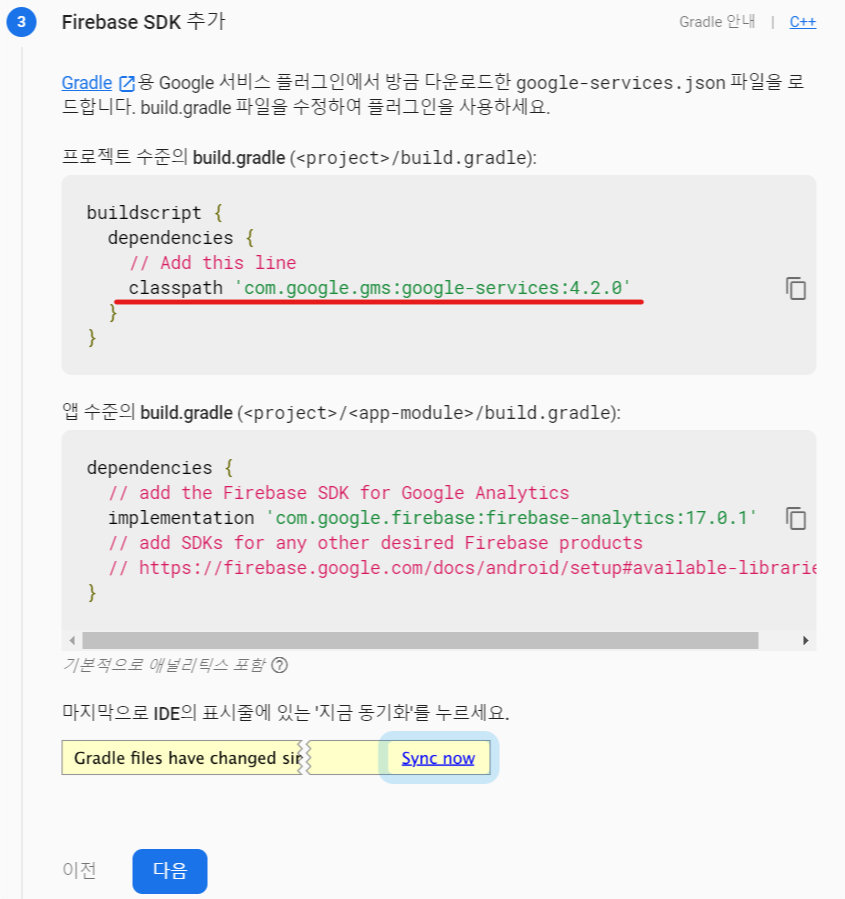 3 Firebase SDK 추가 Gradle 안내 | C++
Gradle 용 Google 서비스 플러그인에서 방금 다운로드한 google-services.json 파일을 로
드합니다. build.gradle 파일을 수정하여 플러그인을 사용하세요.
프로젝트 수준의 build.gradle (<project>/build.gradle):
buildscript {
dependencies {
// Add this line
classpath 'com.google.gms:google-services:4.2.0'
}
}
앱 수준의 build.gradle (<project>/<app-module>/build.gradle):
dependencies {
// add the Firebase SDK for Google Analytics
implementation 'com.google.firebase:firebase-analytics:17.0.1'
// add SDKs for any other desired Firebase products
// https://firebase.google.com/docs/android/setup#available-librarie
}
기본적으로 애널리틱스 포함 ?
마지막으로 IDE의 표시줄에 있는 '지금 동기화'를 누르세요.
Gradle files have changed sin Sync now
이전 다음